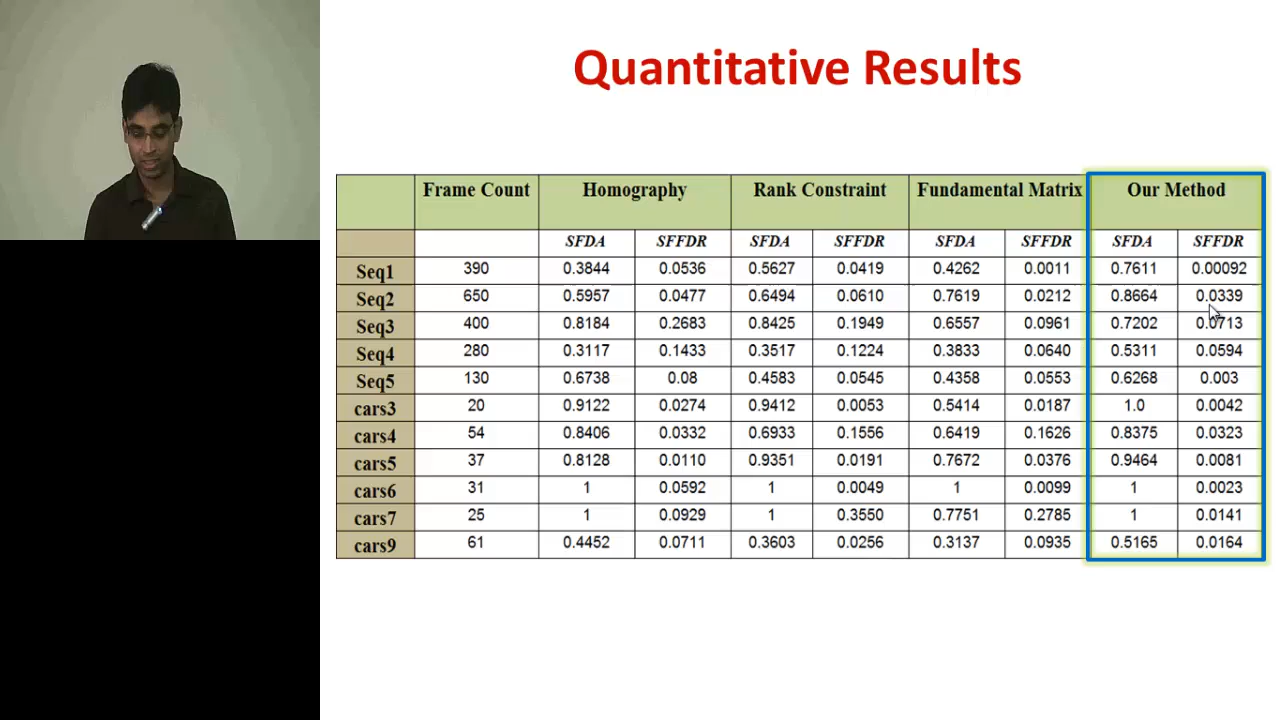 Quantitative Results
Frame Count Homography Rank Constraint Fundamental Matrix Our Method
SFDA SFFDR SFDA SFFDR SFDA SFFDR SFDA SFFDR
Seq1 390 0.3844 0.0536 0.5627 0.0419 0.4262 0.0011 0.7611 0.00092
Seq2 650 0.5957 0.0477 0.6494 0.0610 0.7619 0.0212 0.8664 0.0339
Seq3 400 0.8184 0.2683 0.8425 0.1949 0.6557 0.0961 0.7202 0.0713
Seq4 280 0.3117 0.1433 0.3517 0.1224 0.3833 0.0640 0.5311 0.0594
Seq5 130 0.6738 0.08 0.4583 0.0545 0.4358 0.0553 0.6268 0.003
cars3 20 0.9122 0.0274 0.9412 0.0053 0.5414 0.0187 1.0 0.0042
cars4 54 0.8406 0.0332 0.6933 0.1556 0.6419 0.1626 0.8375 0.0323
cars5 37 0.8128 0.0110 0.9351 0.0191 0.7672 0.0376 0.9464 0.0081
cars6 31 1 0.0592 1 0.0049 1 0.0099 1 0.0023
cars7 25 1 0.0929 1 0.3550 0.7751 0.2785 1 0.0141
cars9 61 0.4452 0.0711 0.3603 0.0256 0.3137 0.0935 0.5165 0.0164